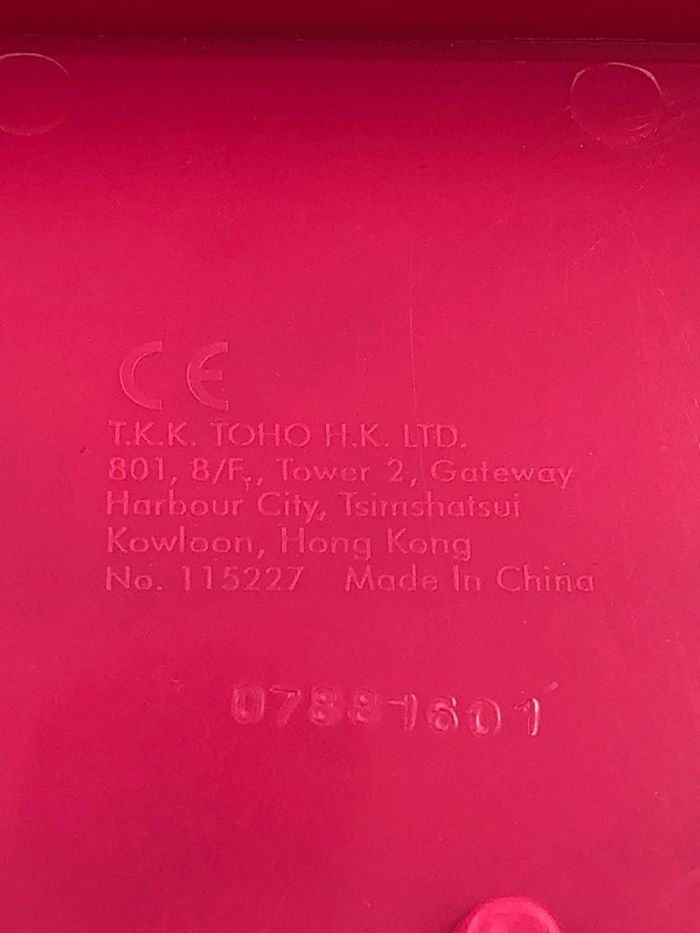 CE
T.K.K. TOHO H.K. LTD.
801, 8/F., Tower 2, Gateway
Harbour City, Tsimshatsui
Kowloon, Hong Kong
No. 115227 Made In China
07881601